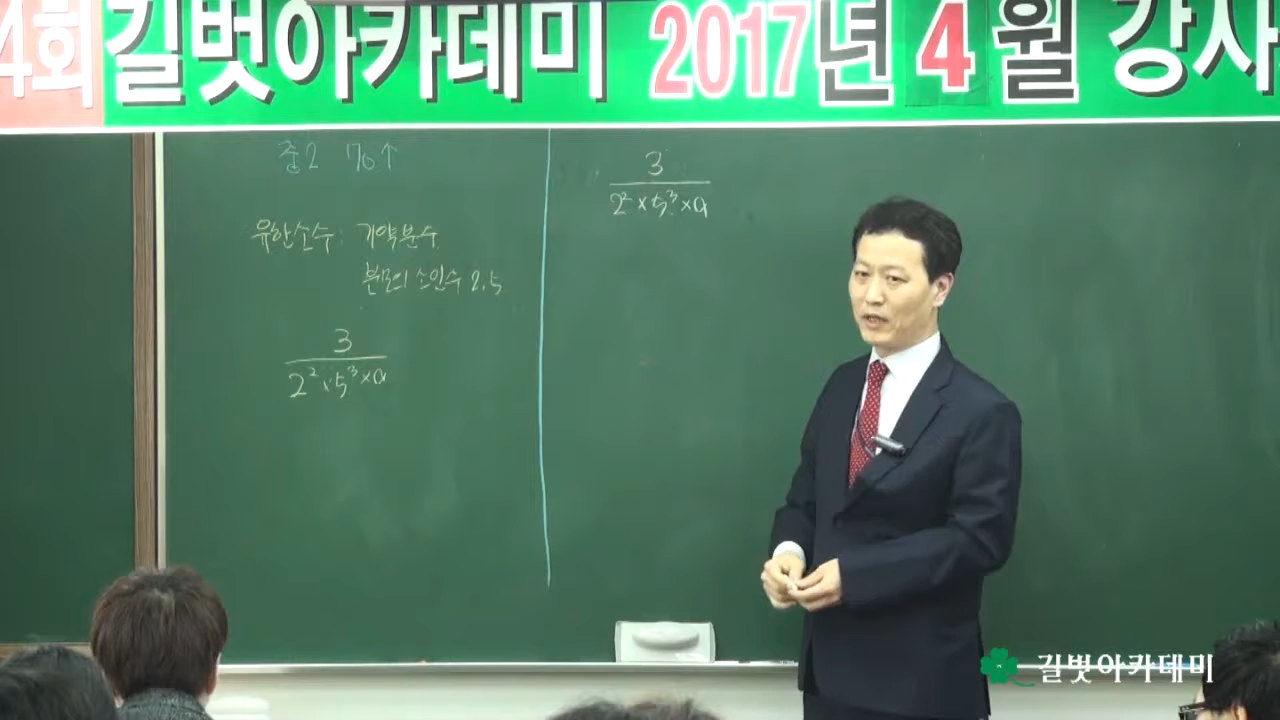 4회 길벗아카데미 2017년 4월 강사
중2 70↑
유한소수: 기약분수
분모의 소인수 2, 5
3
2² × 5³ × a
3
2² × 5³ × a
길벗아카데미